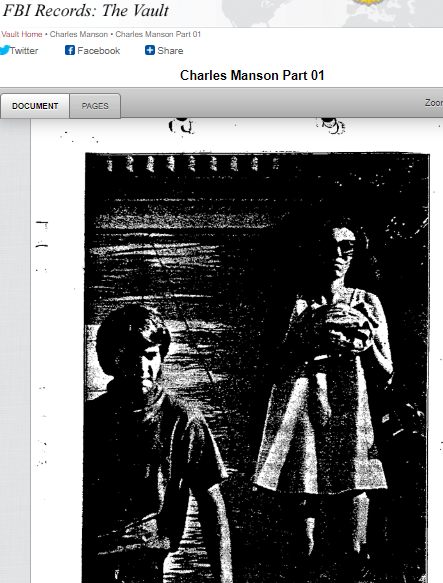 FBI Records: The Vault
Vault Home • Charles Manson • Charles Manson Part 01
Twitter Facebook Share
Charles Manson Part 01
DOCUMENT PAGES